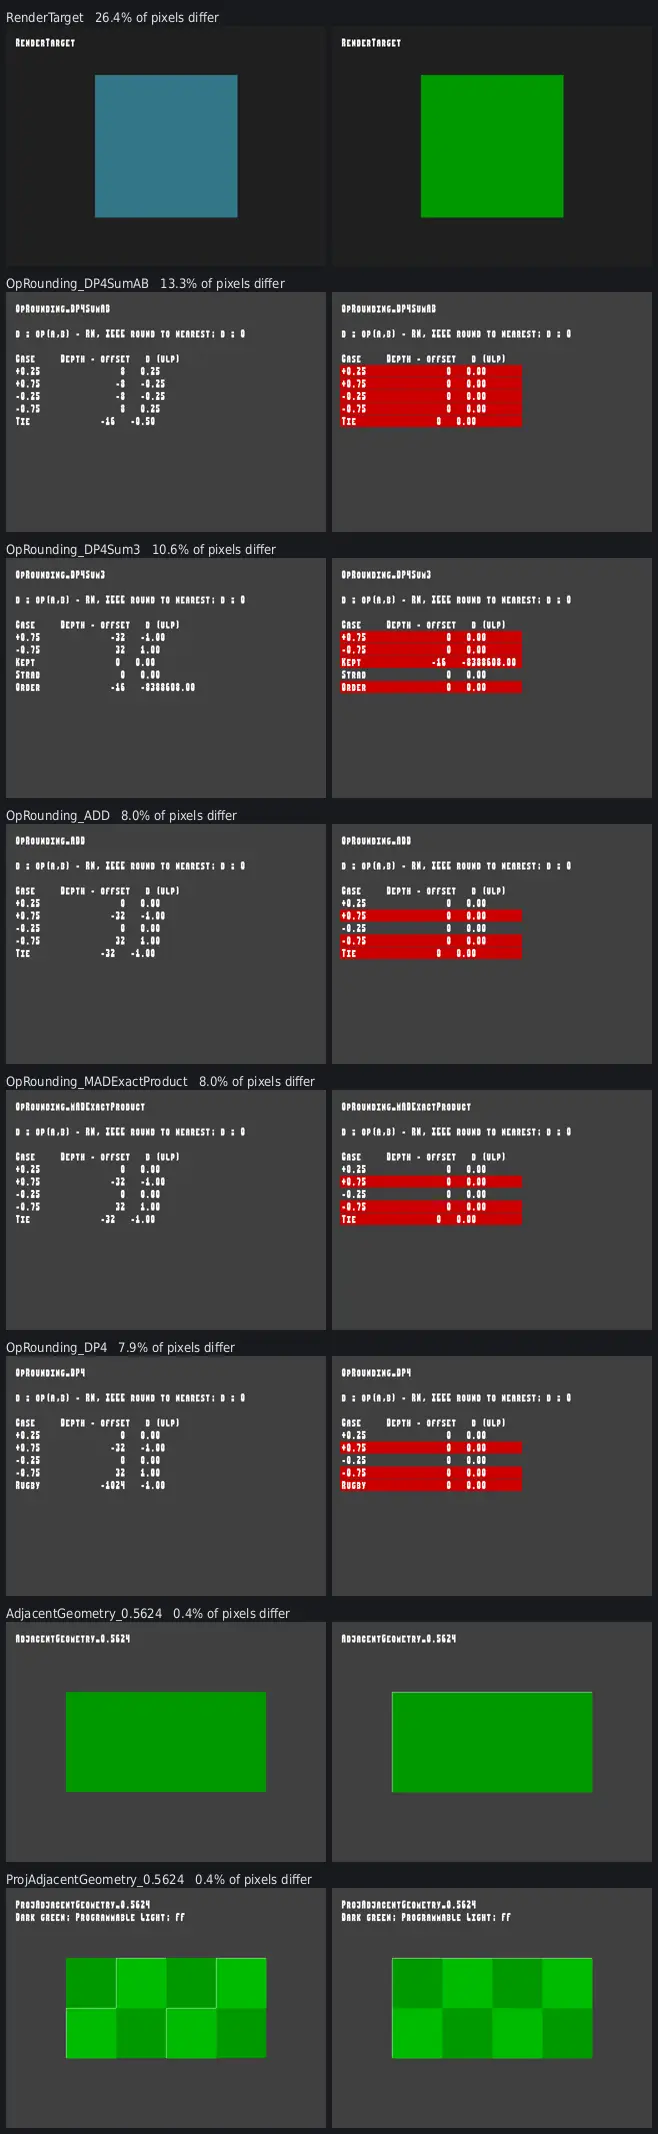 RenderTarget 26.4% of pixels differ
RenderTarget RenderTarget
OpRounding_DP4SumAB 13.3% of pixels differ
OpRounding_DP4SumAB OpRounding_DP4SumAB
D = op(a,b) - RN, IEEE round to nearest: D = 0 D = op(a,b) - RN, IEEE round to nearest: D = 0
Case Depth - offset D (ULP) Case Depth - offset D (ULP)
+0.25 8 0.25 +0.25 0 0.00
+0.75 -8 -0.25 +0.75 0 0.00
-0.25 -8 -0.25 -0.25 0 0.00
-0.75 8 0.25 -0.75 0 0.00
Tie -16 -0.50 Tie 0 0.00
OpRounding_DP4Sum3 10.6% of pixels differ
OpRounding_DP4Sum3 OpRounding_DP4Sum3
D = op(a,b) - RN, IEEE round to nearest: D = 0 D = op(a,b) - RN, IEEE round to nearest: D = 0
Case Depth - offset D (ULP) Case Depth - offset D (ULP)
+0.75 -32 -1.00 +0.75 0 0.00
-0.75 32 1.00 -0.75 0 0.00
Kept 0 0.00 Kept -16 -8388608.00
Strad 0 0.00 Strad 0 0.00
Order -16 -8388608.00 Order 0 0.00
OpRounding_ADD 8.0% of pixels differ
OpRounding_ADD OpRounding_ADD
D = op(a,b) - RN, IEEE round to nearest: D = 0 D = op(a,b) - RN, IEEE round to nearest: D = 0
Case Depth - offset D (ULP) Case Depth - offset D (ULP)
+0.25 0 0.00 +0.25 0 0.00
+0.75 -32 -1.00 +0.75 0 0.00
-0.25 0 0.00 -0.25 0 0.00
-0.75 32 1.00 -0.75 0 0.00
Tie -32 -1.00 Tie 0 0.00
OpRounding_MADExactProduct 8.0% of pixels differ
OpRounding_MADExactProduct OpRounding_MADExactProduct
D = op(a,b) - RN, IEEE round to nearest: D = 0 D = op(a,b) - RN, IEEE round to nearest: D = 0
Case Depth - offset D (ULP) Case Depth - offset D (ULP)
+0.25 0 0.00 +0.25 0 0.00
+0.75 -32 -1.00 +0.75 0 0.00
-0.25 0 0.00 -0.25 0 0.00
-0.75 32 1.00 -0.75 0 0.00
Tie -32 -1.00 Tie 0 0.00
OpRounding_DP4 7.9% of pixels differ
OpRounding_DP4 OpRounding_DP4
D = op(a,b) - RN, IEEE round to nearest: D = 0 D = op(a,b) - RN, IEEE round to nearest: D = 0
Case Depth - offset D (ULP) Case Depth - offset D (ULP)
+0.25 0 0.00 +0.25 0 0.00
+0.75 -32 -1.00 +0.75 0 0.00
-0.25 0 0.00 -0.25 0 0.00
-0.75 32 1.00 -0.75 0 0.00
Rugby -1024 -1.00 Rugby 0 0.00
AdjacentGeometry_0.5624 0.4% of pixels differ
AdjacentGeometry_0.5624 AdjacentGeometry_0.5624
ProjAdjacentGeometry_0.5624 0.4% of pixels differ
ProjAdjacentGeometry_0.5624 ProjAdjacentGeometry_0.5624
Dark green: Programmable Light: FF Dark green: Programmable Light: FF